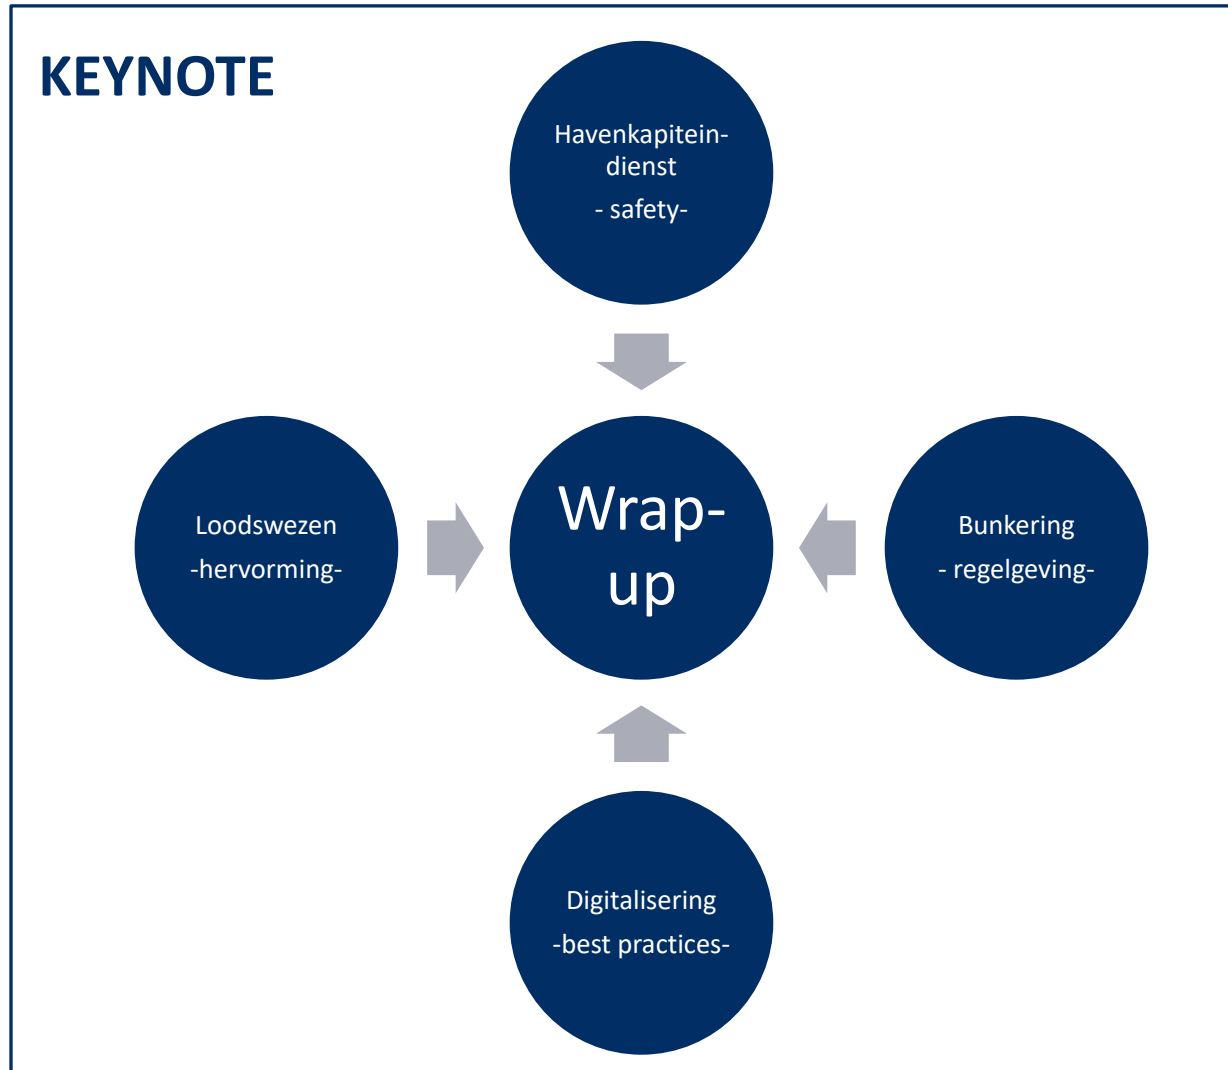 KEYNOTE
Havenkapitein-
dienst
- safety-
Loodswezen
-hervorming-
Wrap-
up
Bunkering
- regelgeving-
Digitalisering
-best practices-